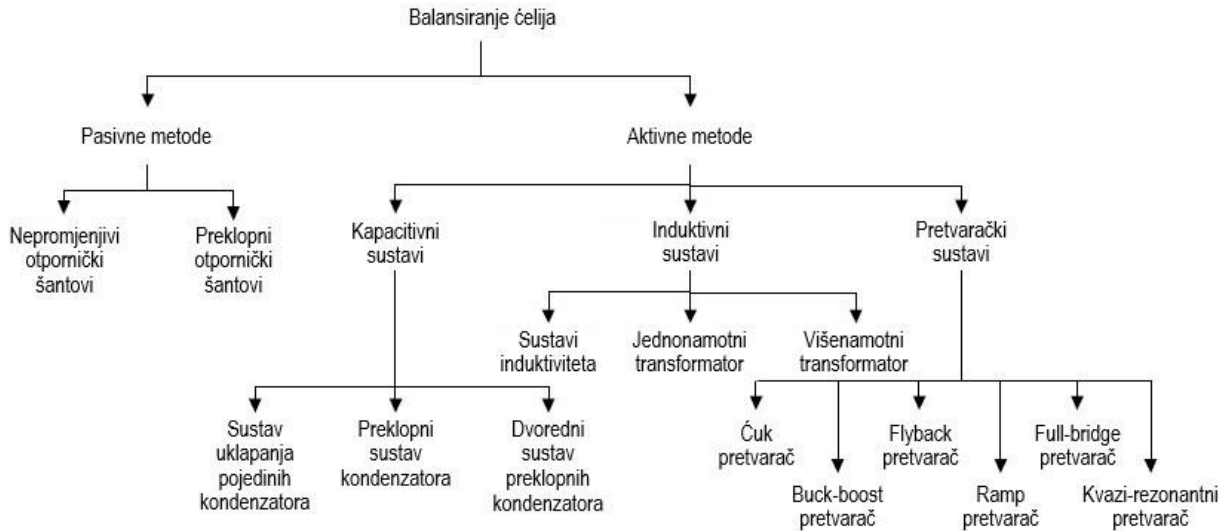 Balansiranje ćelija
Pasivne metode
Aktivne metode
Nepromjenjivi
otpornički
šantovi
Preklopni
otpornički
šantovi
Kapacitivni
sustavi
Induktivni
sustavi
Pretvarački
sustavi
Sustavi
induktiviteta
Jednonamotni
transformator
Višenamotni
transformator
Sustav
uklapanja
pojedinih
kondenzatora
Preklopni
sustav
kondenzatora
Dvoredni
sustav
preklopnih
kondenzatora
Ćuk
pretvarač
Buck-boost
pretvarač
Flyback
pretvarač
Ramp
pretvarač
Full-bridge
pretvarač
Kvazi-rezonantni
pretvarač